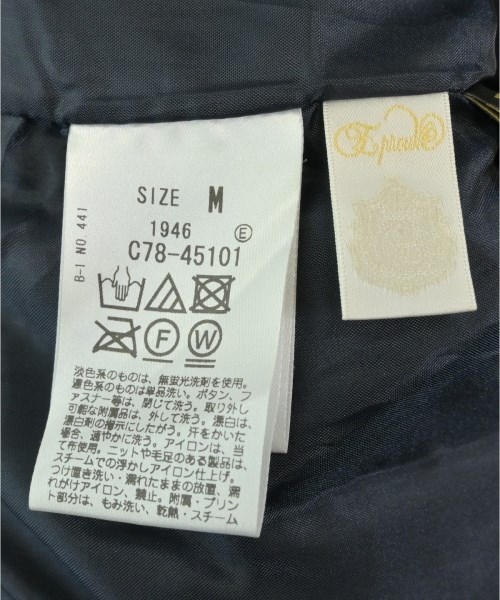 SIZE M
1946
Ⓔ
C78-45101
B-1 NO 441
F
W
淡色系のものは、無蛍光洗剤を使用。
濃色系のものは単品洗い。ボタン、フ
ァスナー等は、閉じて洗う。取り外し
可能な附属品は、外して洗う。漂白は、
漂白剤の指示にしたがう。汗をかいた
場合、速やかに洗う。アイロンは、当
て布使用。ニットや毛足のある製品は、
スチームでの浮かしアイロン仕上げ。
つけ置き洗い・濡れたままの放置、濡
れがけアイロン、禁止。附属・プリン
ト部分は、もみ洗い、乾熱・スチーム